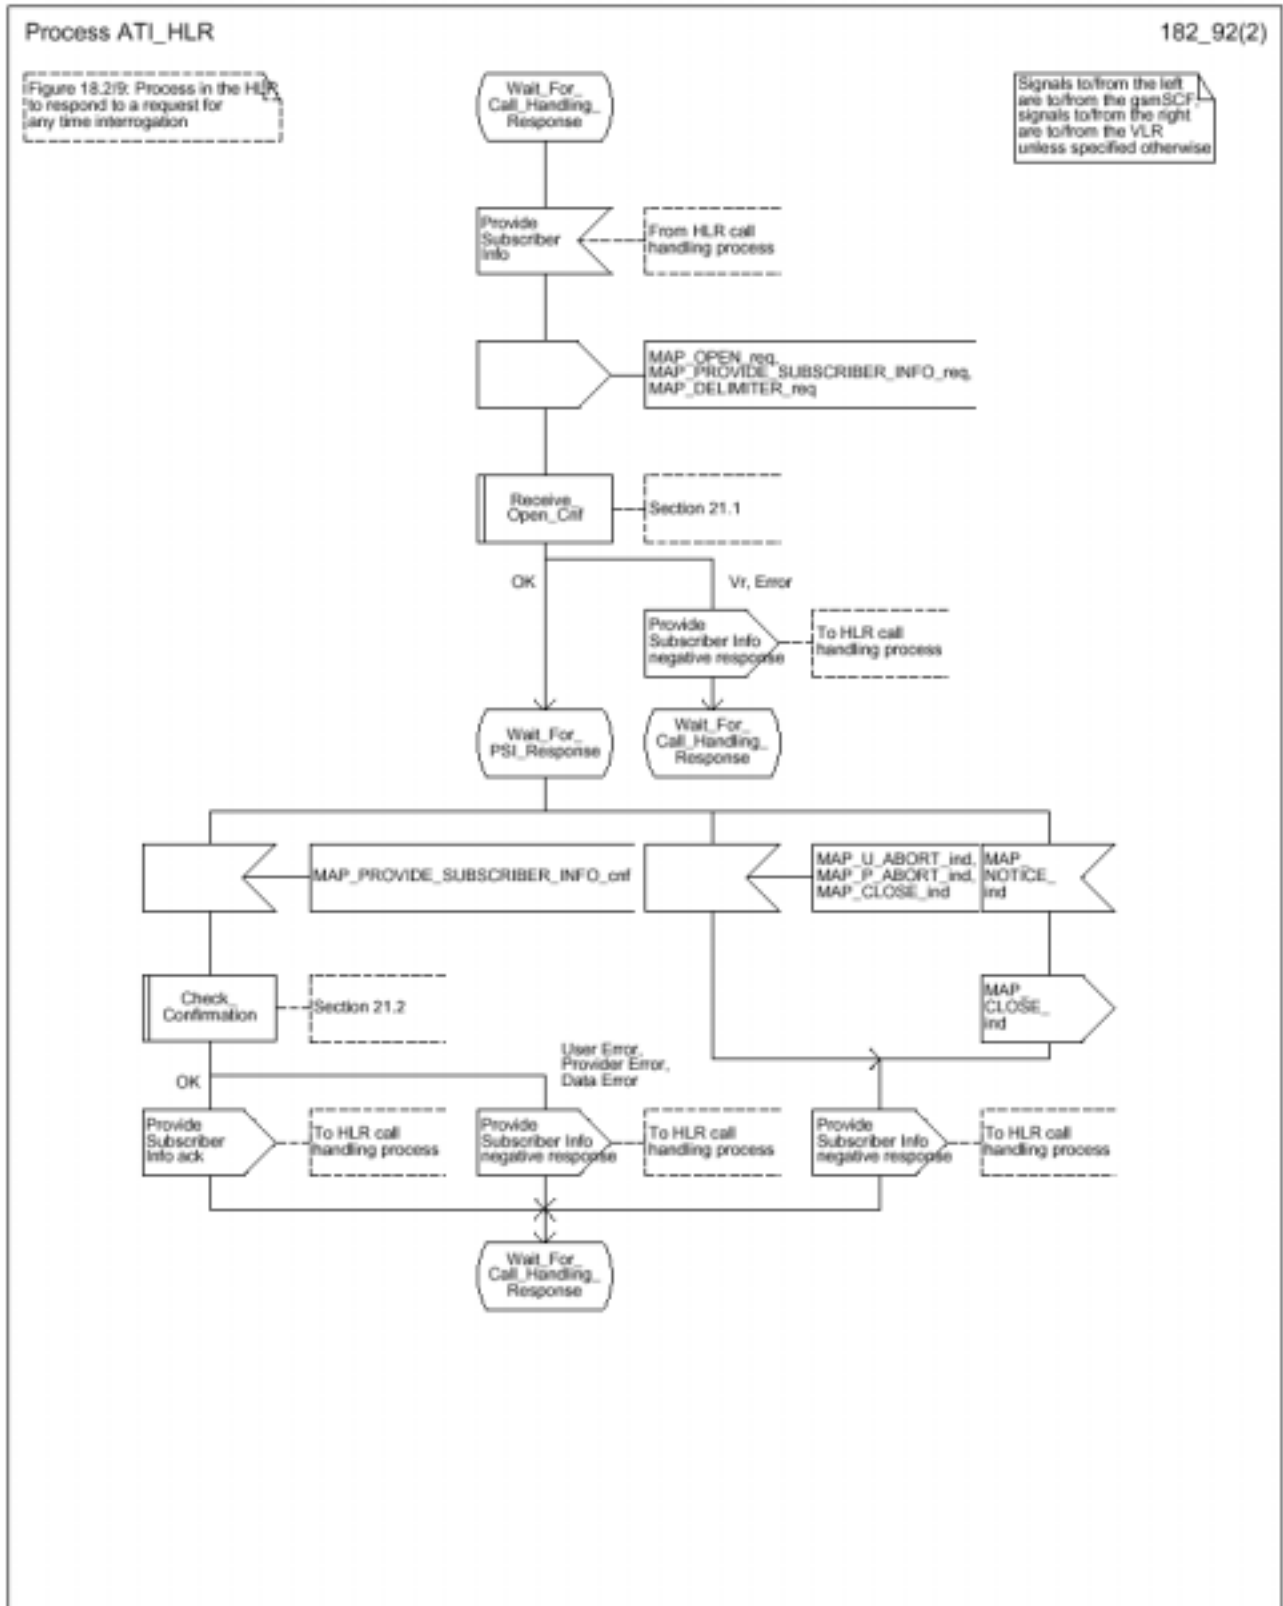 Process ATI_HLR
182_92(2)
Figure 18.2/9: Process in the HLR
to respond to a request for
any time interrogation
Wait_For_
Call_Handling_
Response
Signals to/from the left
are to/from the gsmSCF;
signals to/from the right
are to/from the VLR
unless specified otherwise
Provide
Subscriber
Info
From HLR call
handling process
MAP_OPEN_req,
MAP_PROVIDE_SUBSCRIBER_INFO_req,
MAP_DELIMITER_req
Receive_
Open_Cnf
Section 21.1
OK
Vr, Error
Provide
Subscriber Info
negative response
To HLR call
handling process
Wait_For_
PSI_Response
Wait_For_
Call_Handling_
Response
MAP_PROVIDE_SUBSCRIBER_INFO_cnf
MAP_U_ABORT_ind,
MAP_P_ABORT_ind,
MAP_CLOSE_ind
MAP_
NOTICE_
ind
Check_
Confirmation
Section 21.2
MAP_
CLOSE_
ind
User Error,
Provider Error,
Data Error
OK
Provide
Subscriber
Info ack
To HLR call
handling process
Provide
Subscriber Info
negative response
To HLR call
handling process
Provide
Subscriber Info
negative response
To HLR call
handling process
Wait_For_
Call_Handling_
Response